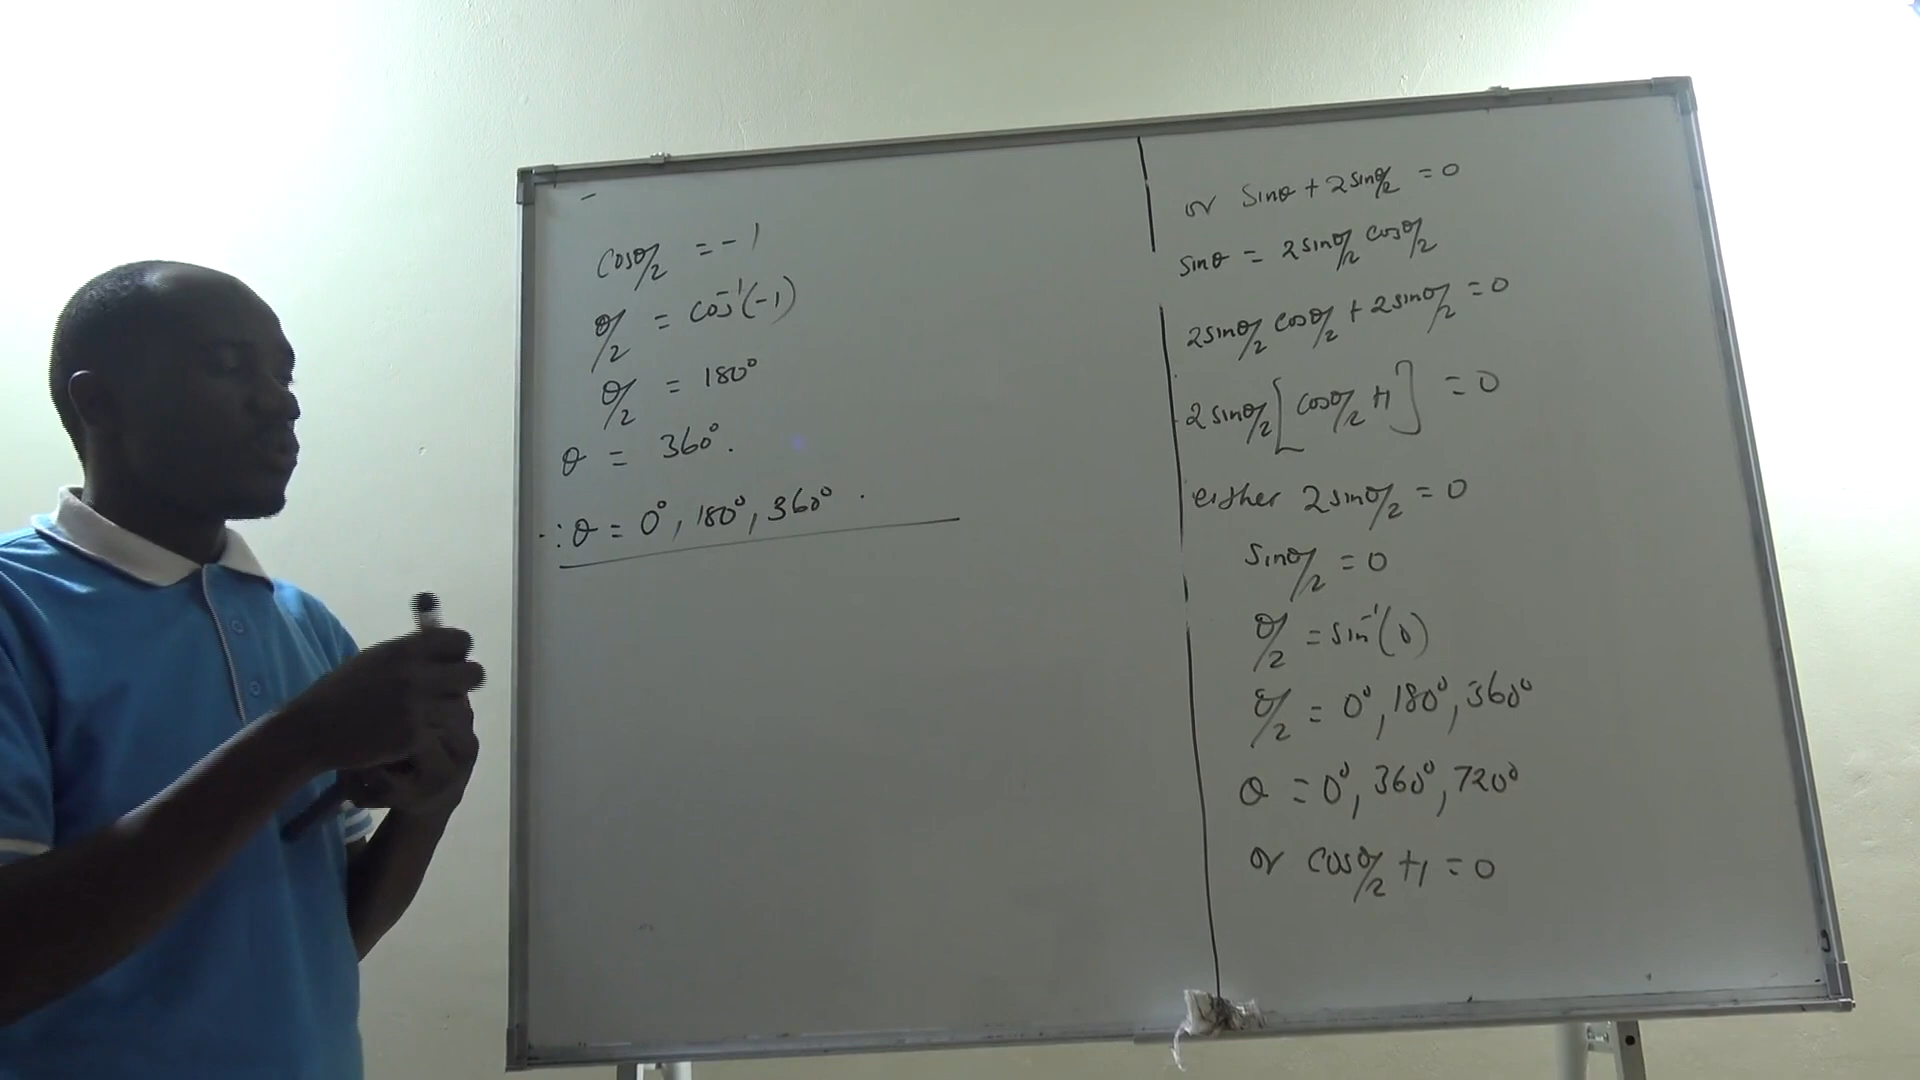 or sinθ + 2sinθ/2 = 0
sinθ = 2sinθ/2 cosθ/2
2sinθ/2 cosθ/2 + 2sinθ/2 = 0
2sinθ/2[cosθ/2 +1] = 0
either 2sinθ/2 = 0
sinθ/2 = 0
θ/2 = sin⁻¹(0)
θ/2 = 0°, 180°, 360°
θ = 0°, 360°, 720°
or cosθ/2 +1 = 0
cosθ/2 = -1
θ/2 = cos⁻¹(-1)
θ/2 = 180°
θ = 360°.
∴ θ = 0°, 180°, 360°.